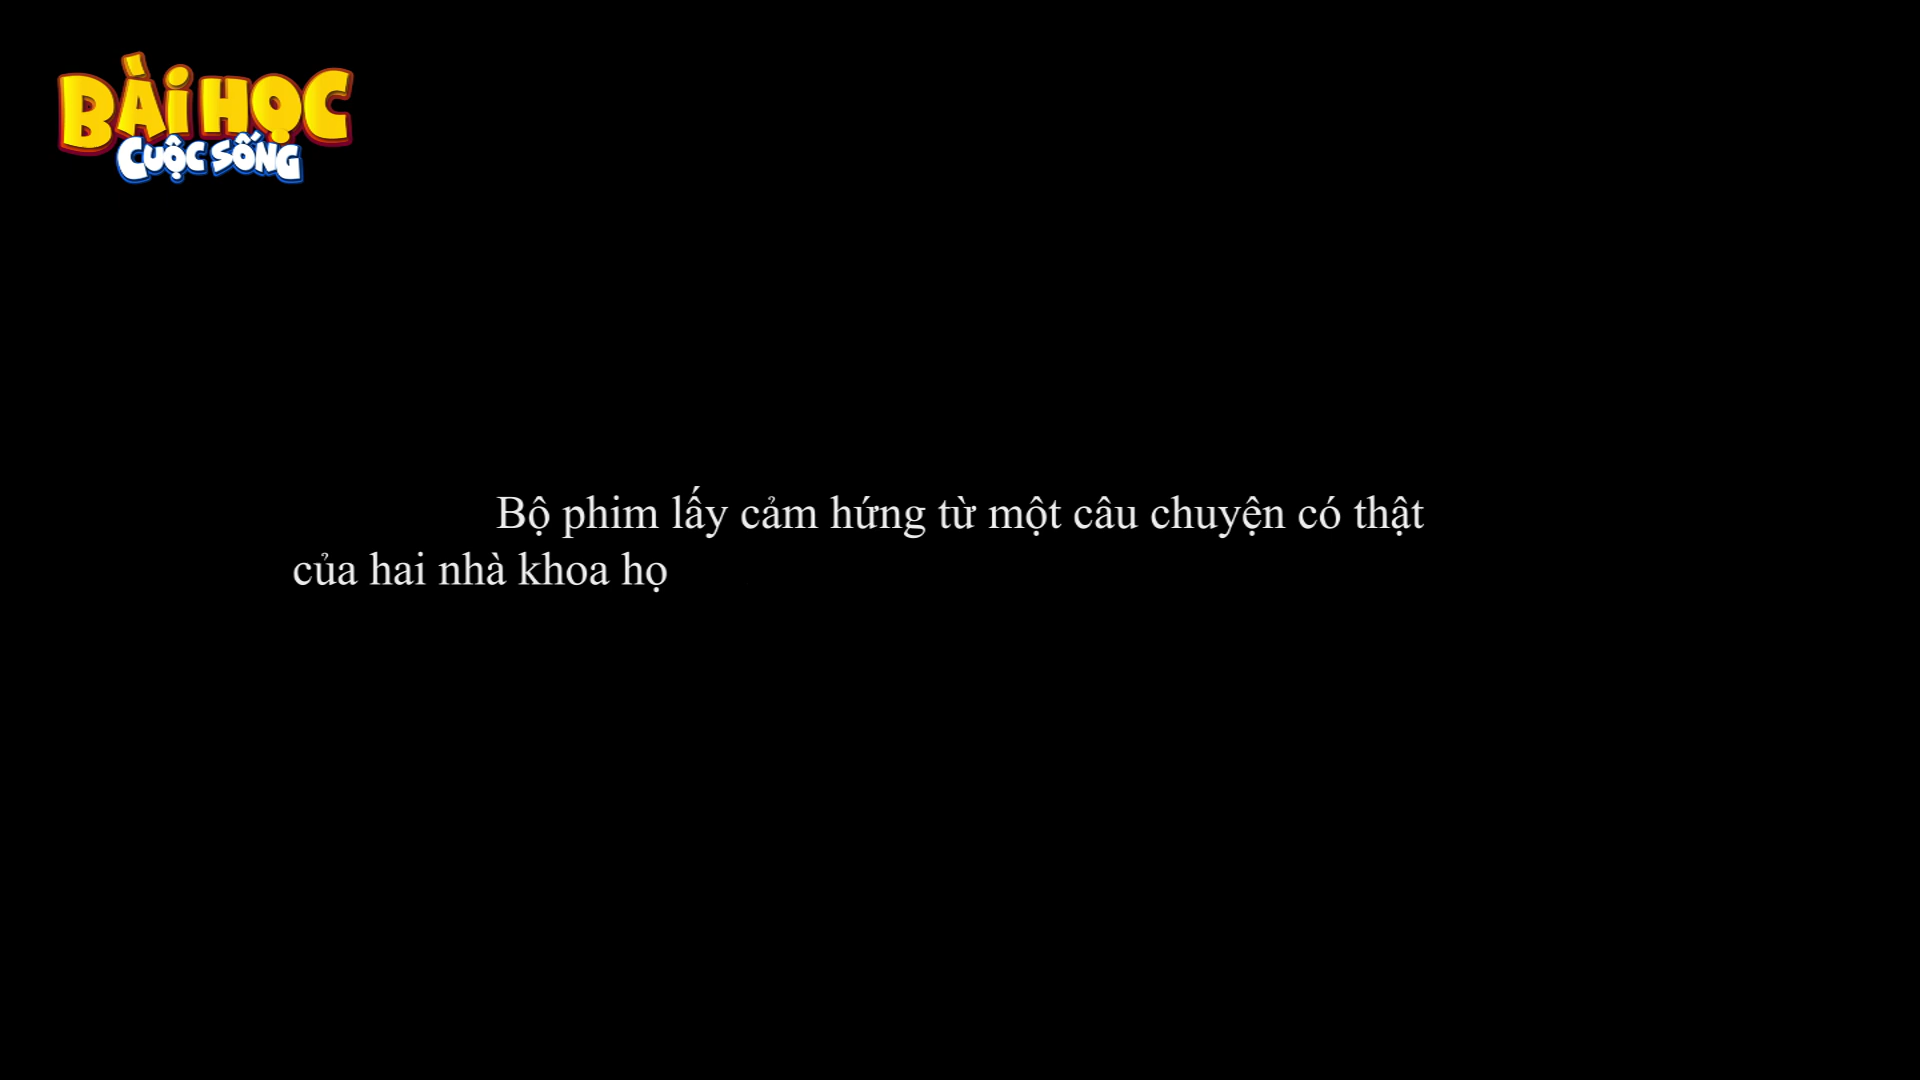 BÀI HỌC
CUỘC SỐNG
Bộ phim lấy cảm hứng từ một câu chuyện có thật
của hai nhà khoa họ